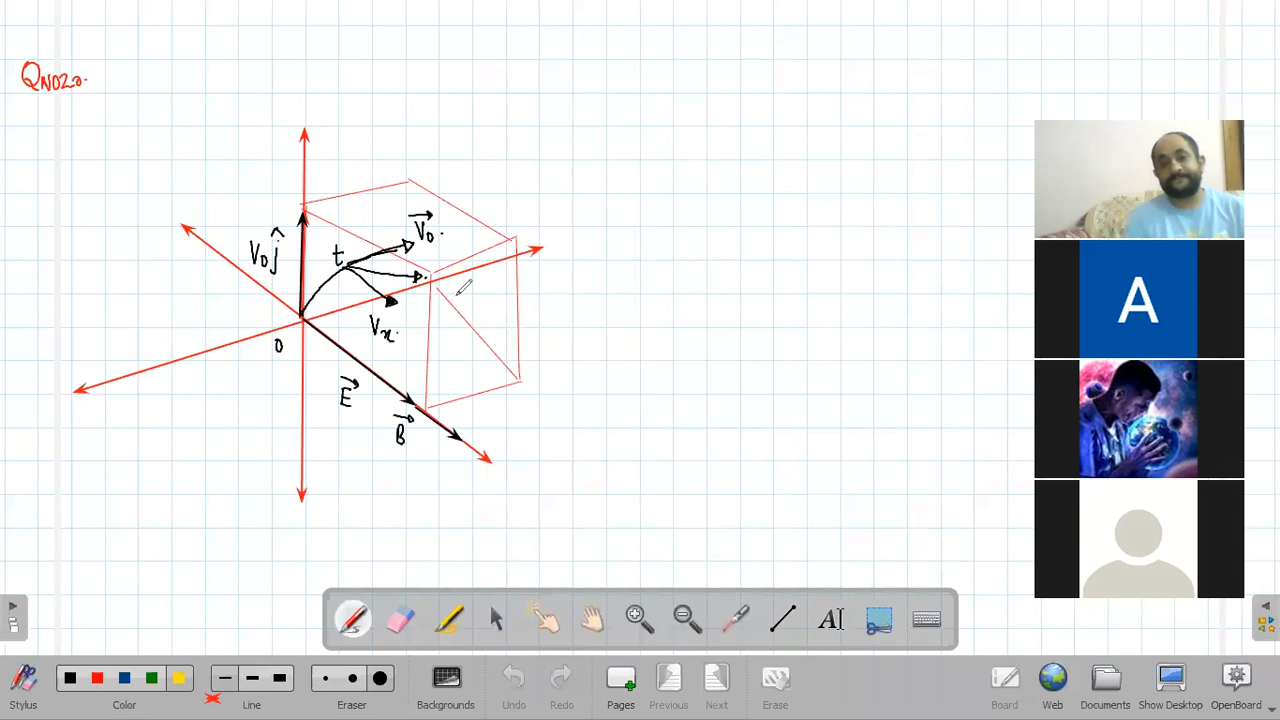 QNO20.
V₀ĵ
t
V⃗₀.
Vx.
0
E⃗
B⃗
A
Stylus
Color
Line
Eraser
Backgrounds
Undo
Redo
Pages
Previous
Next
Erase
Board
Web
Documents
Show Desktop
OpenBoard